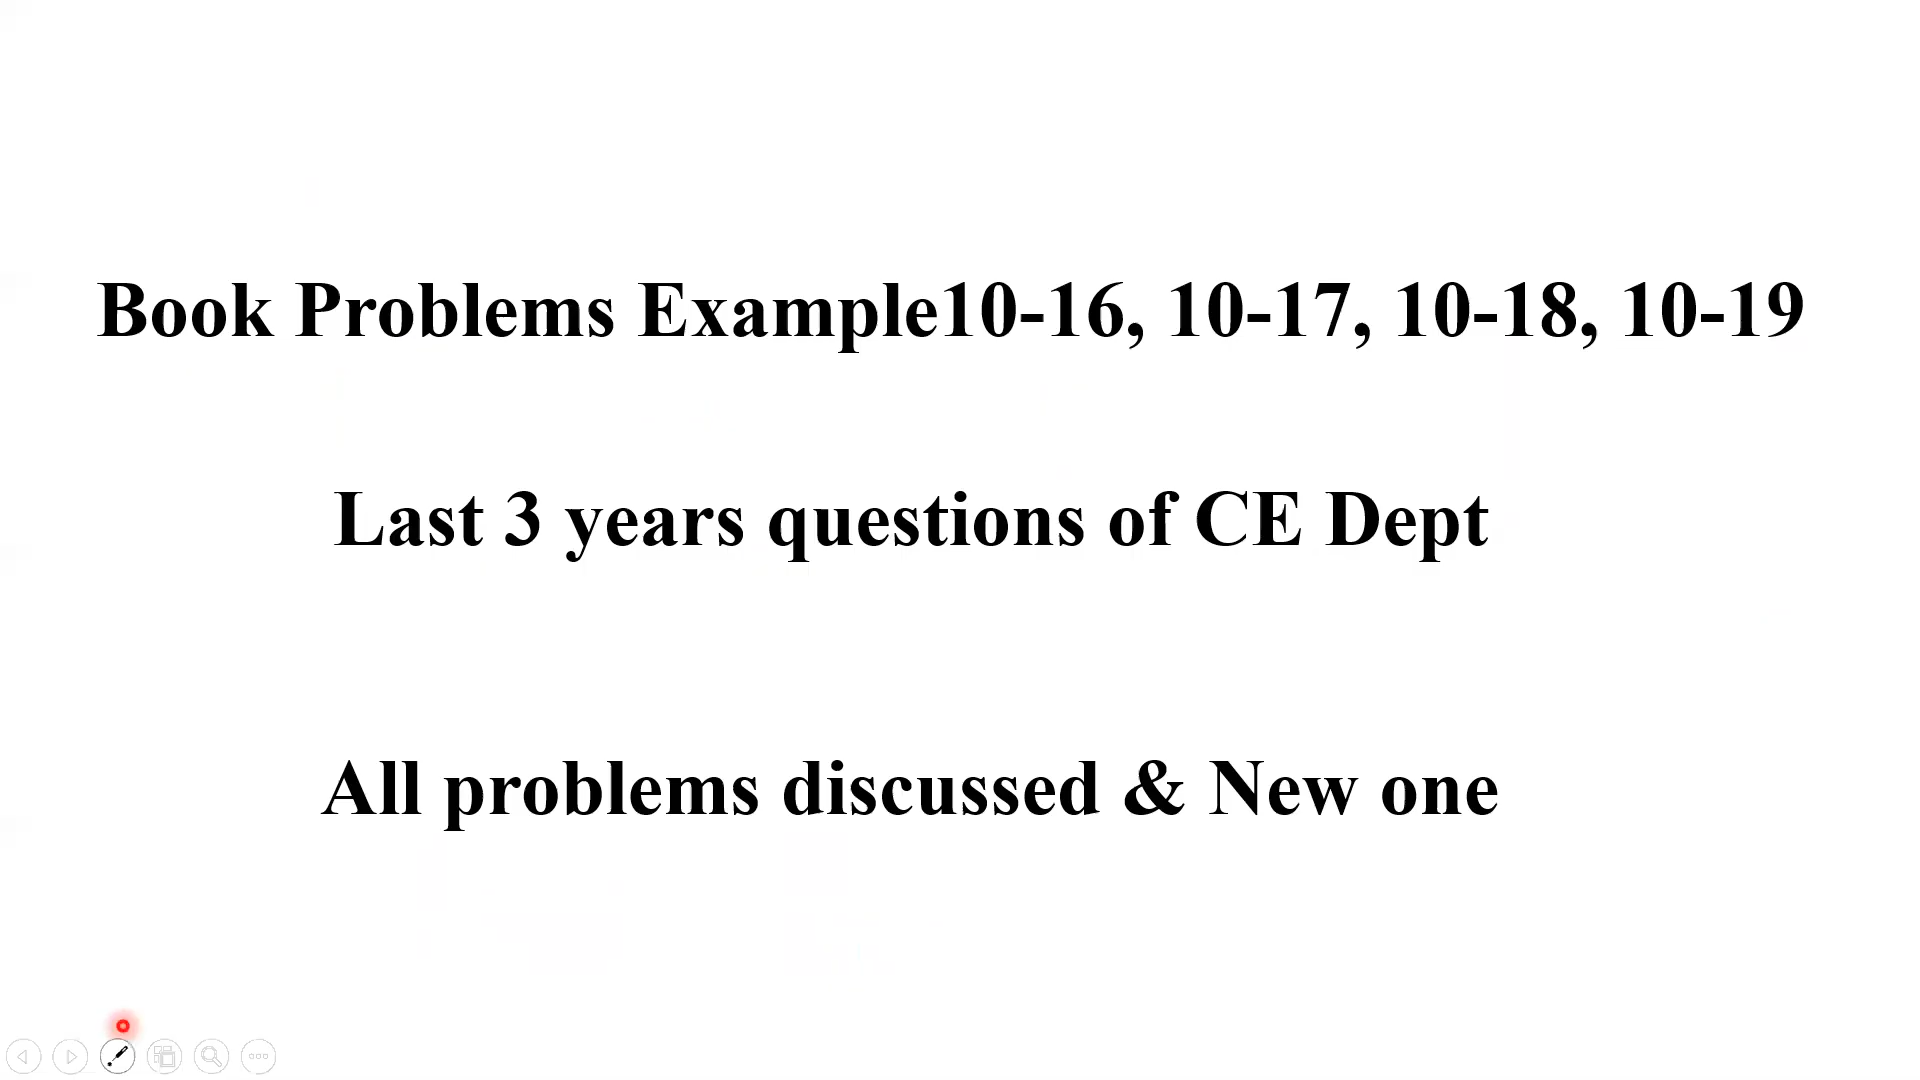 Book Problems Example10-16, 10-17, 10-18, 10-19
Last 3 years questions of CE Dept
All problems discussed & New one